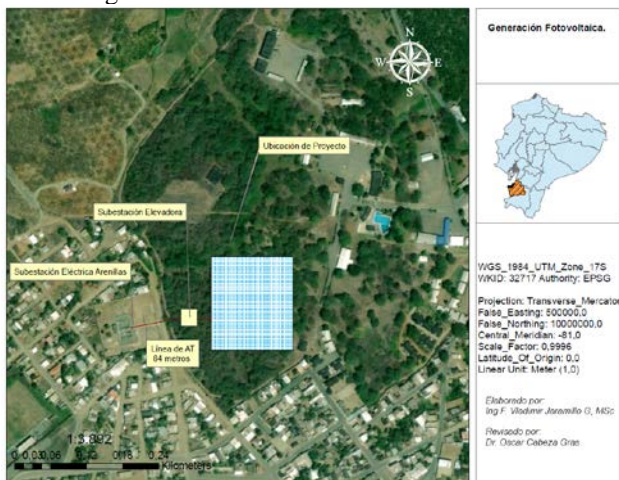 N
W E
S
Ubicación de Proyecto
Subestación Elevadora
Subestación Eléctrica Arenillas
Línea de AT
84 metros
Kilometers
Generación Fotovoltaica.
WGS_1984_UTM_Zone_17S
WKID: 32717 Authority: EPSG
Projection: Transverse_Mercator
False_Easting: 500000,0
False_Northing: 10000000,0
Central_Meridian: -81,0
Scale_Factor: 0,9996
Latitude_Of_Origin: 0,0
Linear Unit: Meter (1,0)
Elaborado por:
Ing F. Vladimir Jaramillo G, MSc
Revisado por:
Dr. Oscar Cabeza Gras